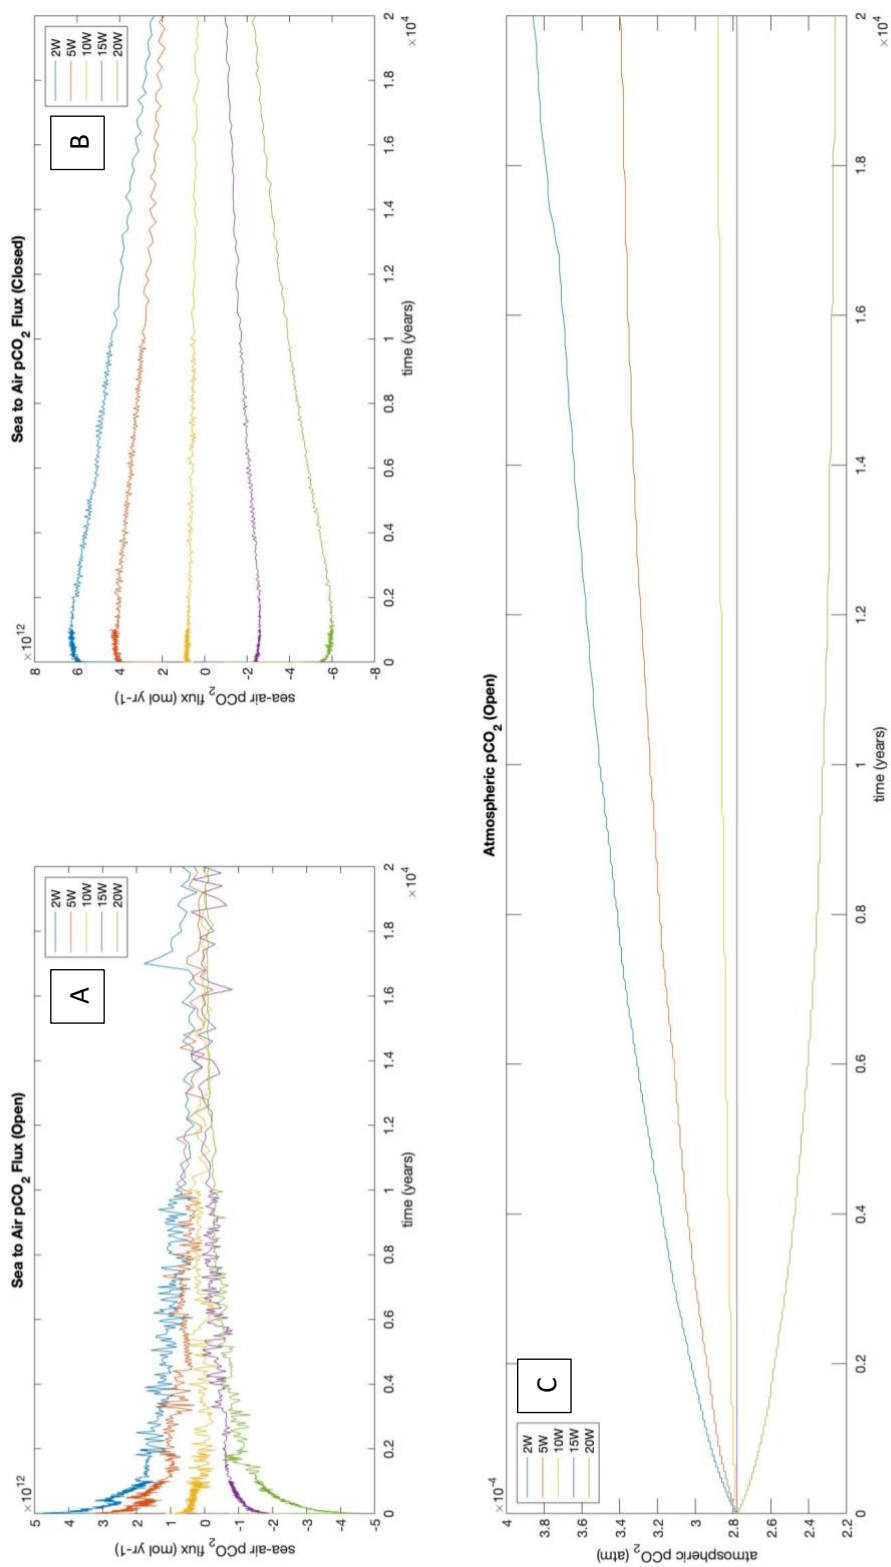 Sea to Air pCO2 Flux (Open)
×10^12
A
2W
5W
10W
15W
20W
sea-air pCO2 flux (mol yr-1)
5
4
3
2
1
0
-1
-2
-3
-4
-5
0
0.2
0.4
0.6
0.8
1
1.2
1.4
1.6
1.8
2
×10^4
time (years)
Sea to Air pCO2 Flux (Closed)
×10^12
B
2W
5W
10W
15W
20W
sea-air pCO2 flux (mol yr-1)
8
6
4
2
0
-2
-4
-6
-8
0
0.2
0.4
0.6
0.8
1
1.2
1.4
1.6
1.8
2
×10^4
time (years)
Atmospheric pCO2 (Open)
×10^-4
C
2W
5W
10W
15W
20W
atmospheric pCO2 (atm)
4
3.8
3.6
3.4
3.2
3
2.8
2.6
2.4
2.2
0
0.2
0.4
0.6
0.8
1
1.2
1.4
1.6
1.8
2
×10^4
time (years)